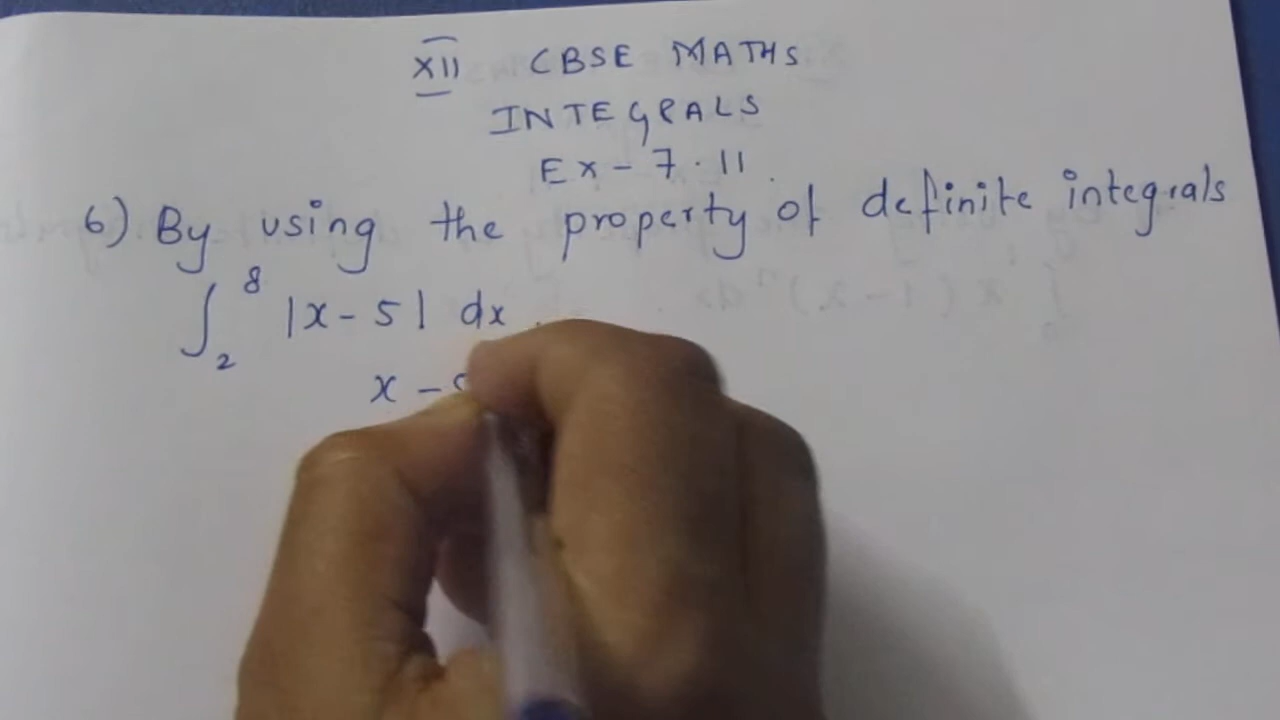 XII CBSE MATHS
INTEGRALS
Ex - 7.11.
6) By using the property of definite integrals
∫₂⁸ |x - 5| dx.
x -